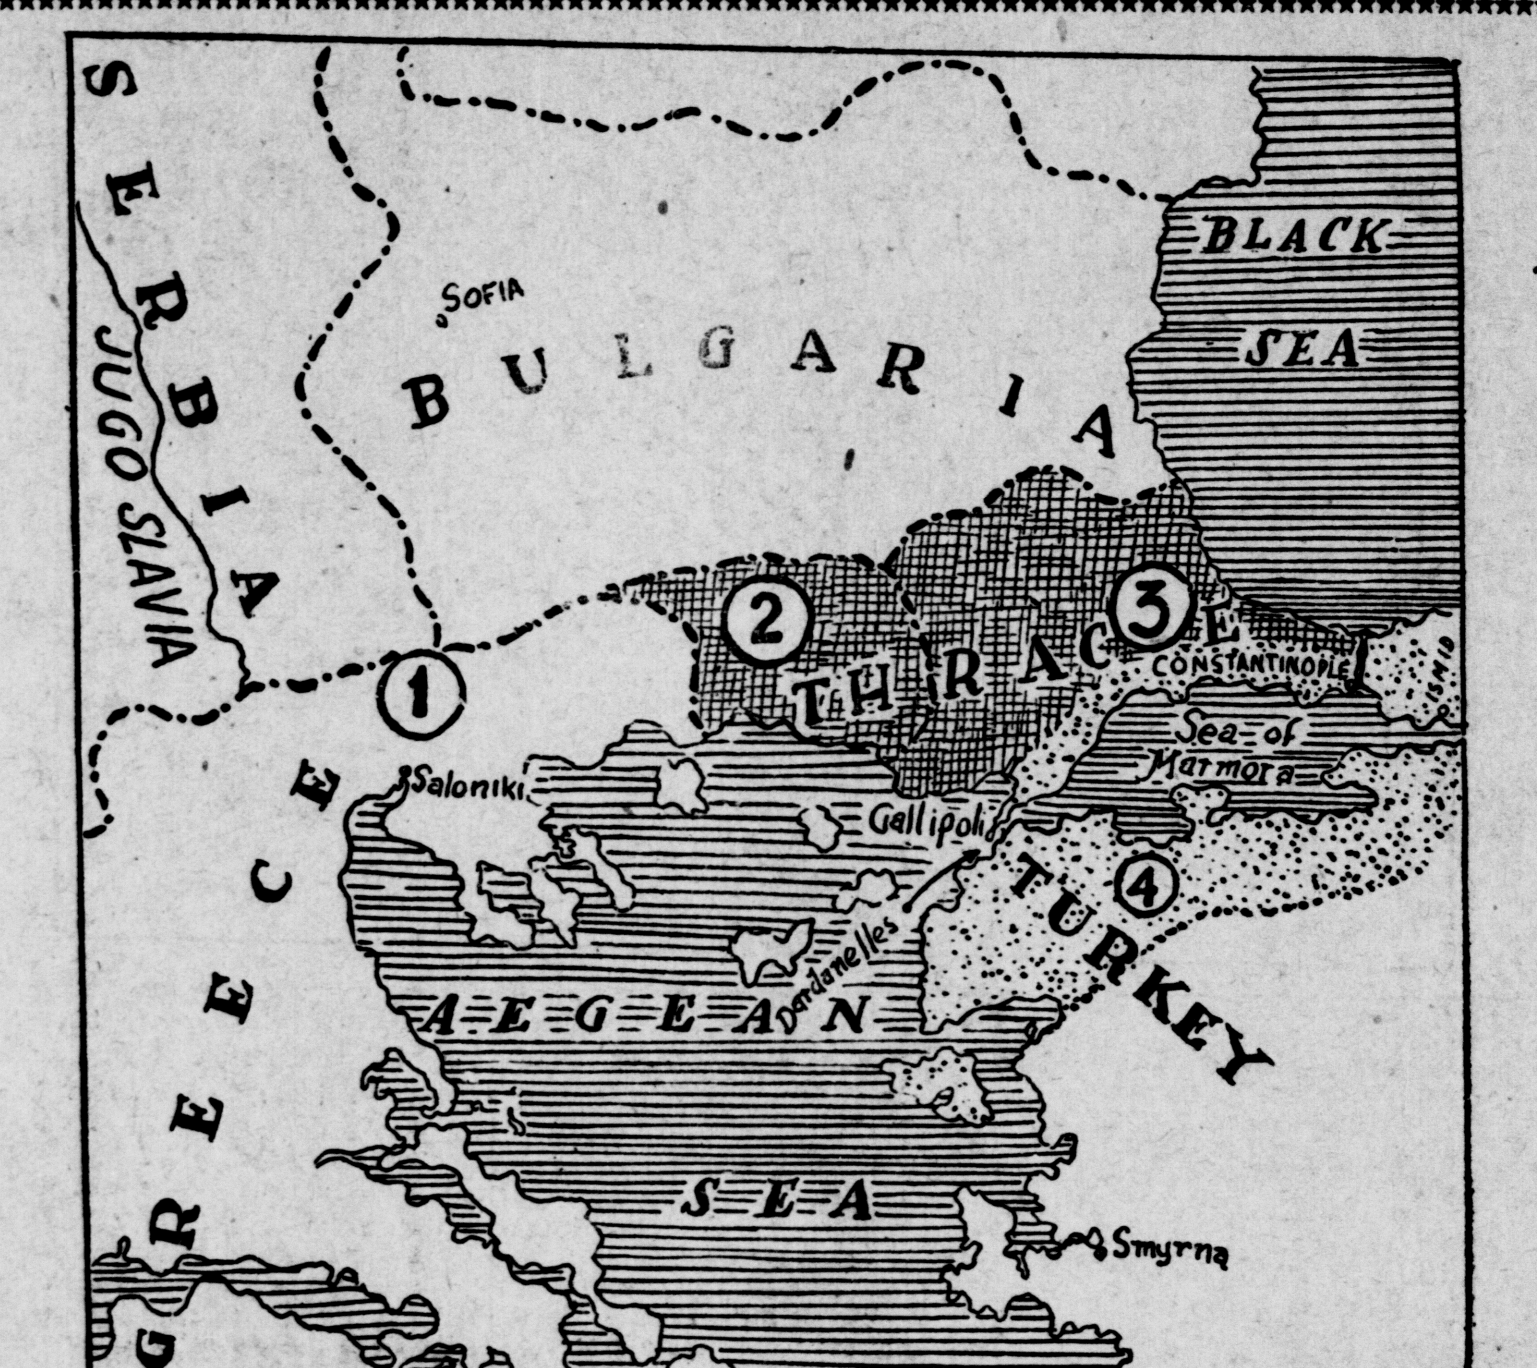 SERBIA
JUGO SLAVIA
BLACK
SEA
SOFIA
BULGARIA
1
2
3
THRACE
CONSTANTINOPLE
ISMID
Sea of
Marmora
Saloniki
Gallipoli
4
TURKEY
Dardanelles
GREECE
AEGEAN
SEA
Smyrna